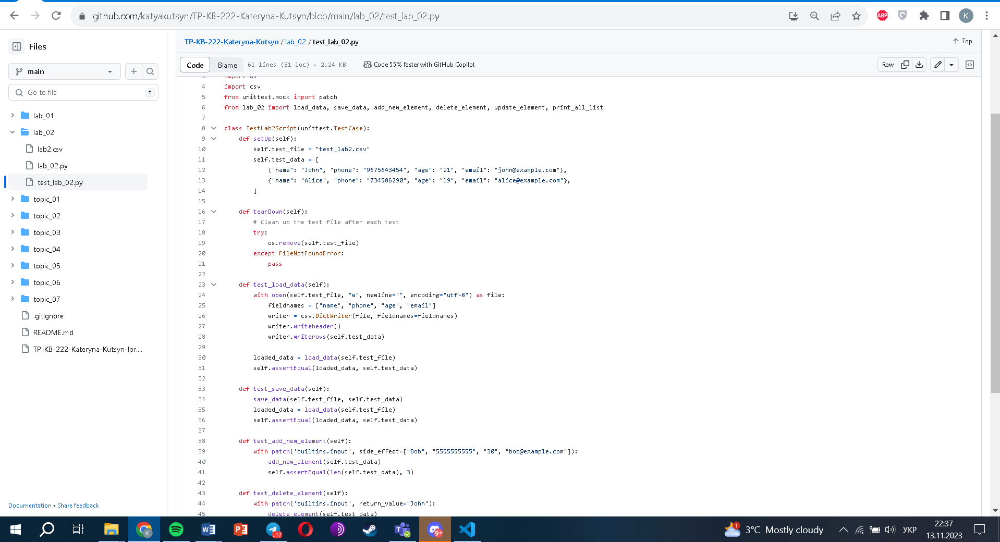 github.com/katyakutsyn/TP-KB-222-Kateryna-Kutsyn/blob/main/lab_02/test_lab_02.py
ABP
K
Files
TP-KB-222-Kateryna-Kutsyn / lab_02 / test_lab_02.py
Top
main
Code
Blame
61 lines (51 loc) · 2.24 KB
Code 55% faster with GitHub Copilot
Raw
Go to file
t
lab_01
lab_02
lab2.csv
lab_02.py
test_lab_02.py
topic_01
topic_02
topic_03
topic_04
topic_05
topic_06
topic_07
.gitignore
README.md
TP-KB-222-Kateryna-Kutsyn-lpr....
Documentation • Share feedback
3 import os
4 import csv
5 from unittest.mock import patch
6 from lab_02 import load_data, save_data, add_new_element, delete_element, update_element, print_all_list
7
8 class TestLab2Script(unittest.TestCase):
9 def setUp(self):
10 self.test_file = "test_lab2.csv"
11 self.test_data = [
12 {"name": "John", "phone": "9675643454", "age": "21", "email": "john@example.com"},
13 {"name": "Alice", "phone": "734586290", "age": "19", "email": "alice@example.com"},
14 ]
15
16 def tearDown(self):
17 # Clean up the test file after each test
18 try:
19 os.remove(self.test_file)
20 except FileNotFoundError:
21 pass
22
23 def test_load_data(self):
24 with open(self.test_file, "w", newline="", encoding="utf-8") as file:
25 fieldnames = ["name", "phone", "age", "email"]
26 writer = csv.DictWriter(file, fieldnames=fieldnames)
27 writer.writeheader()
28 writer.writerows(self.test_data)
29
30 loaded_data = load_data(self.test_file)
31 self.assertEqual(loaded_data, self.test_data)
32
33 def test_save_data(self):
34 save_data(self.test_file, self.test_data)
35 loaded_data = load_data(self.test_file)
36 self.assertEqual(loaded_data, self.test_data)
37
38 def test_add_new_element(self):
39 with patch('builtins.input', side_effect=["Bob", "5555555555", "30", "bob@example.com"]):
40 add_new_element(self.test_data)
41 self.assertEqual(len(self.test_data), 3)
42
43 def test_delete_element(self):
44 with patch('builtins.input', return_value="John"):
45 delete_element(self.test_data)
K
17
9+
1
3°C Mostly cloudy
УКР
22:37
13.11.2023